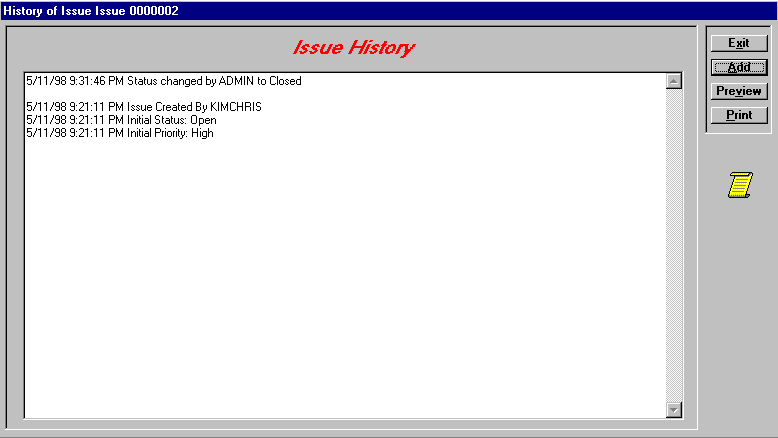 History of Issue Issue 0000002
Issue History
5/11/98 9:31:46 PM Status changed by ADMIN to Closed
5/11/98 9:21:11 PM Issue Created By KIMCHRIS
5/11/98 9:21:11 PM Initial Status: Open
5/11/98 9:21:11 PM Initial Priority: High
Exit
Add
Preview
Print